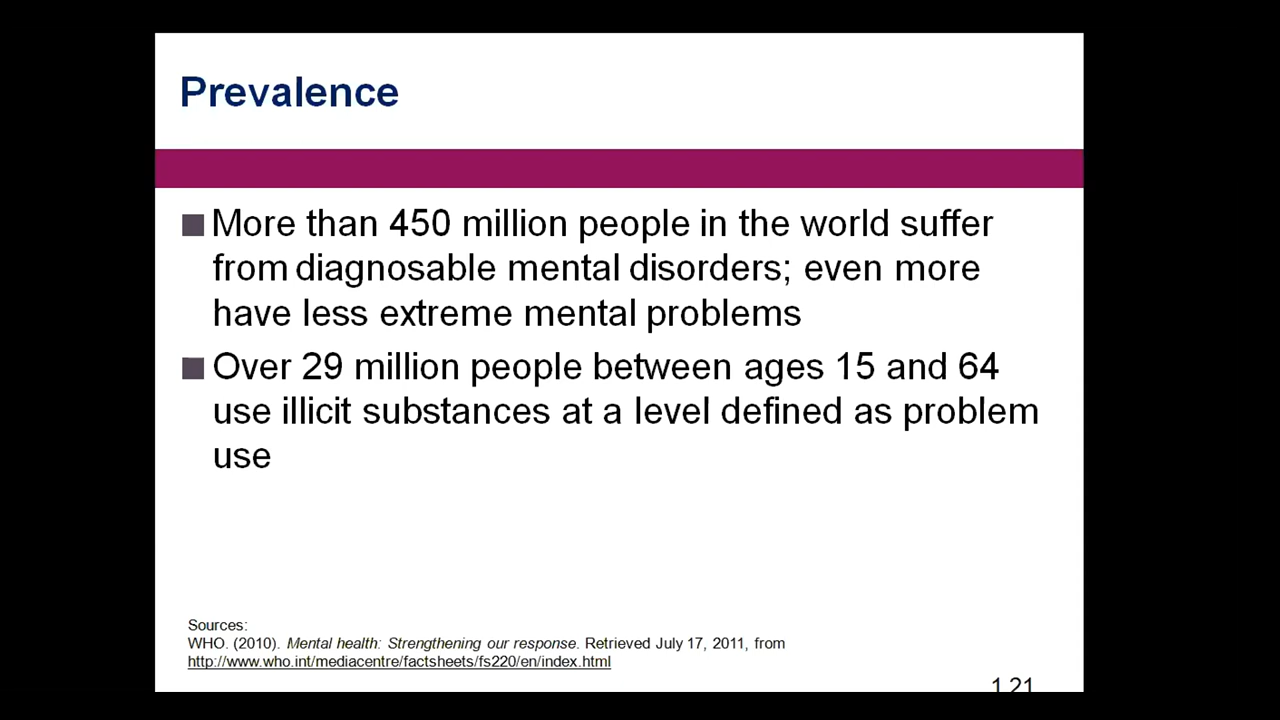 Prevalence
More than 450 million people in the world suffer
from diagnosable mental disorders; even more
have less extreme mental problems
Over 29 million people between ages 15 and 64
use illicit substances at a level defined as problem
use
Sources:
WHO. (2010). Mental health: Strengthening our response. Retrieved July 17, 2011, from
http://www.who.int/mediacentre/factsheets/fs220/en/index.html
1.21